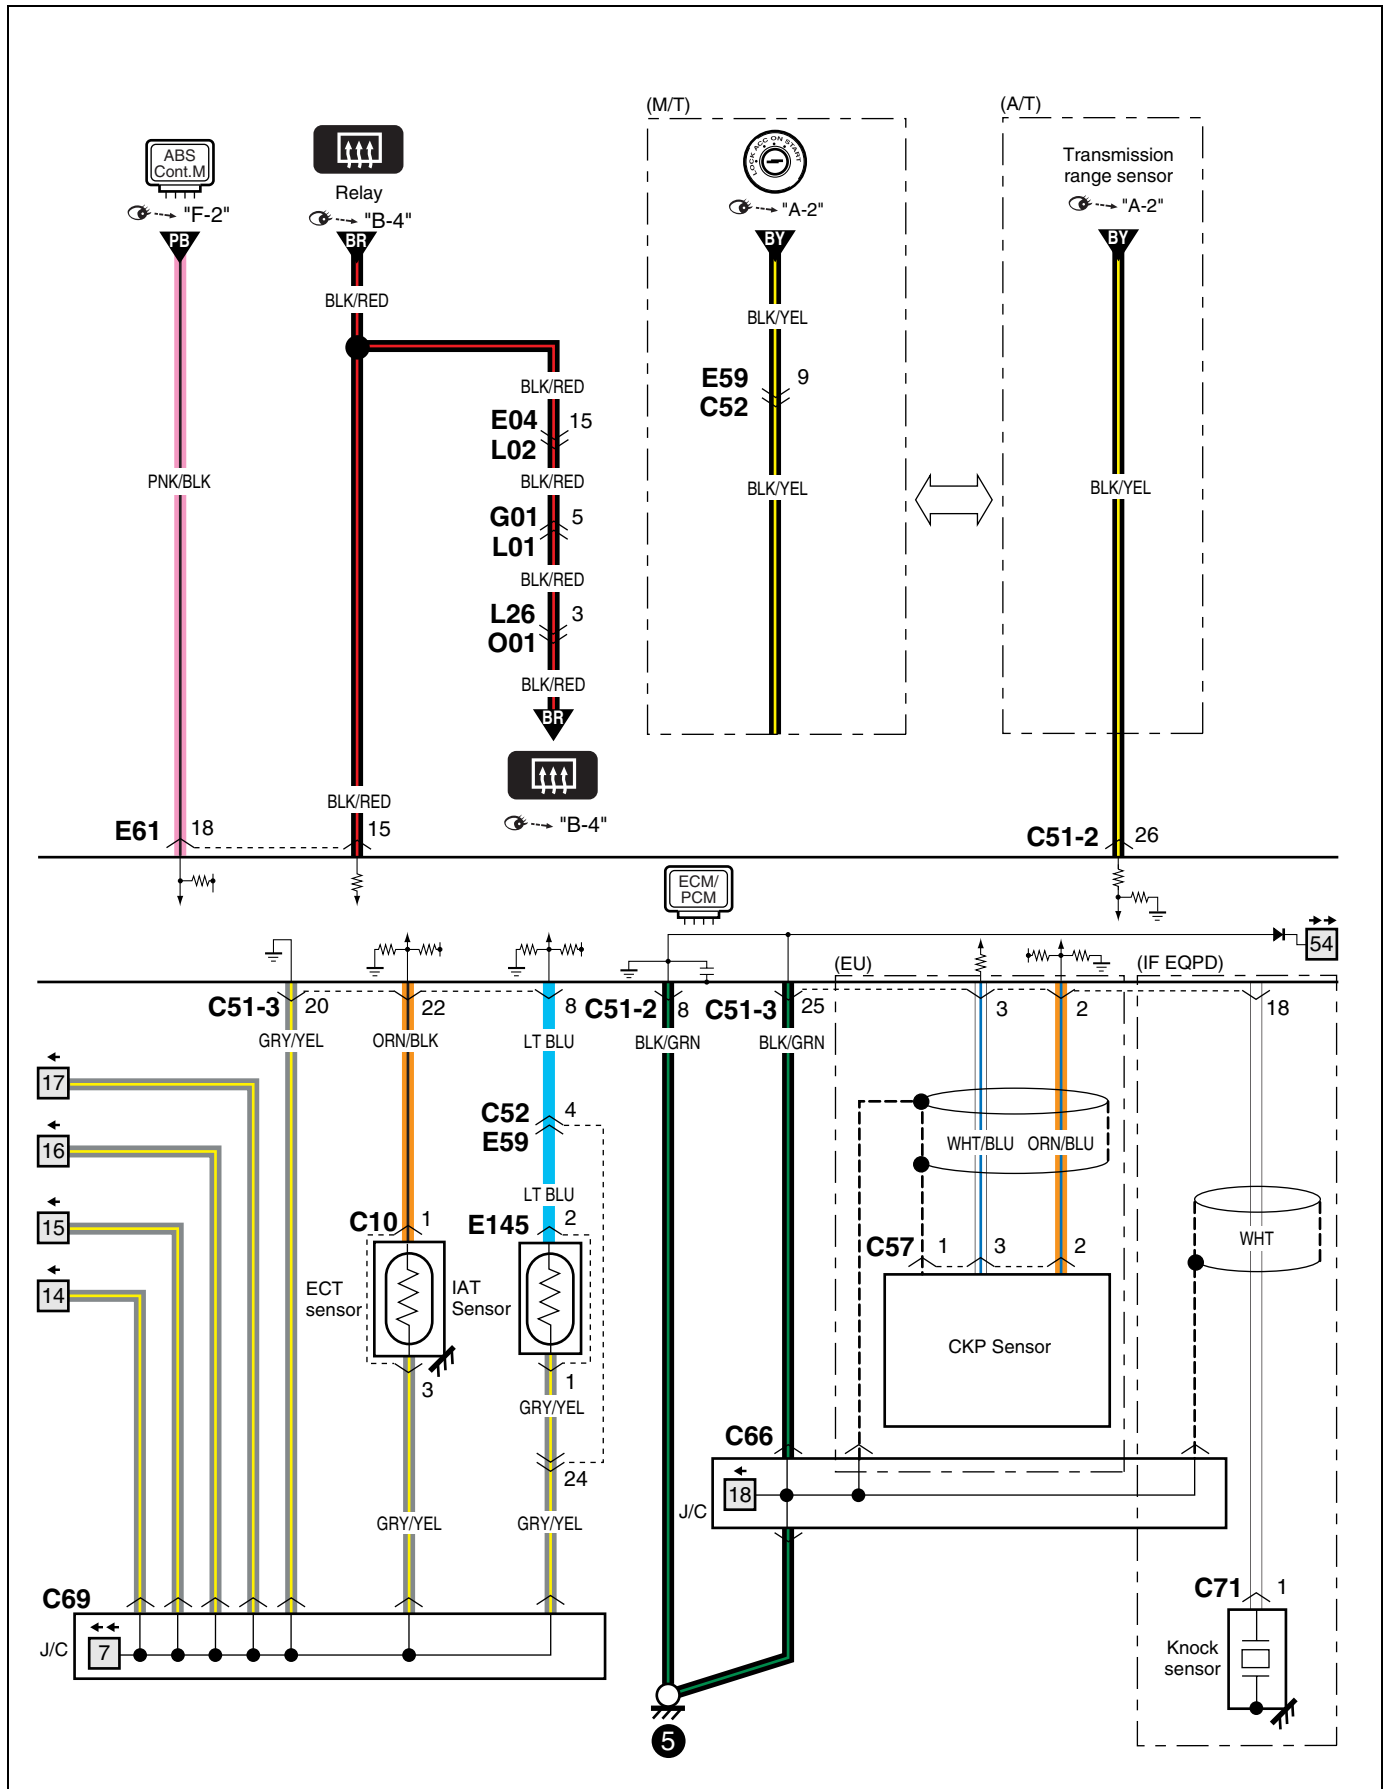 (M/T)
(A/T)
ABS
Cont.M
"F-2"
PB
Relay
"B-4"
BR
LOCK ACC ON START
"A-2"
BY
Transmission
range sensor
"A-2"
BY
BLK/RED
BLK/YEL
BLK/RED
E59
C52
9
E04
L02
15
PNK/BLK
BLK/RED
BLK/YEL
BLK/YEL
G01
L01
5
BLK/RED
L26
O01
3
BLK/RED
BR
BLK/RED
"B-4"
E61
18
15
C51-2
26
ECM/
PCM
54
(EU)
(IF EQPD)
C51-3
20
22
8
C51-2
8
C51-3
25
3
2
18
GRY/YEL
ORN/BLK
LT BLU
BLK/GRN
BLK/GRN
17
C52
E59
4
16
WHT/BLU
ORN/BLU
LT BLU
15
C10
1
E145
2
C57
1
3
2
WHT
14
ECT
sensor
IAT
Sensor
CKP Sensor
3
1
GRY/YEL
C66
24
18
J/C
GRY/YEL
GRY/YEL
C69
J/C
7
C71
1
Knock
sensor
5